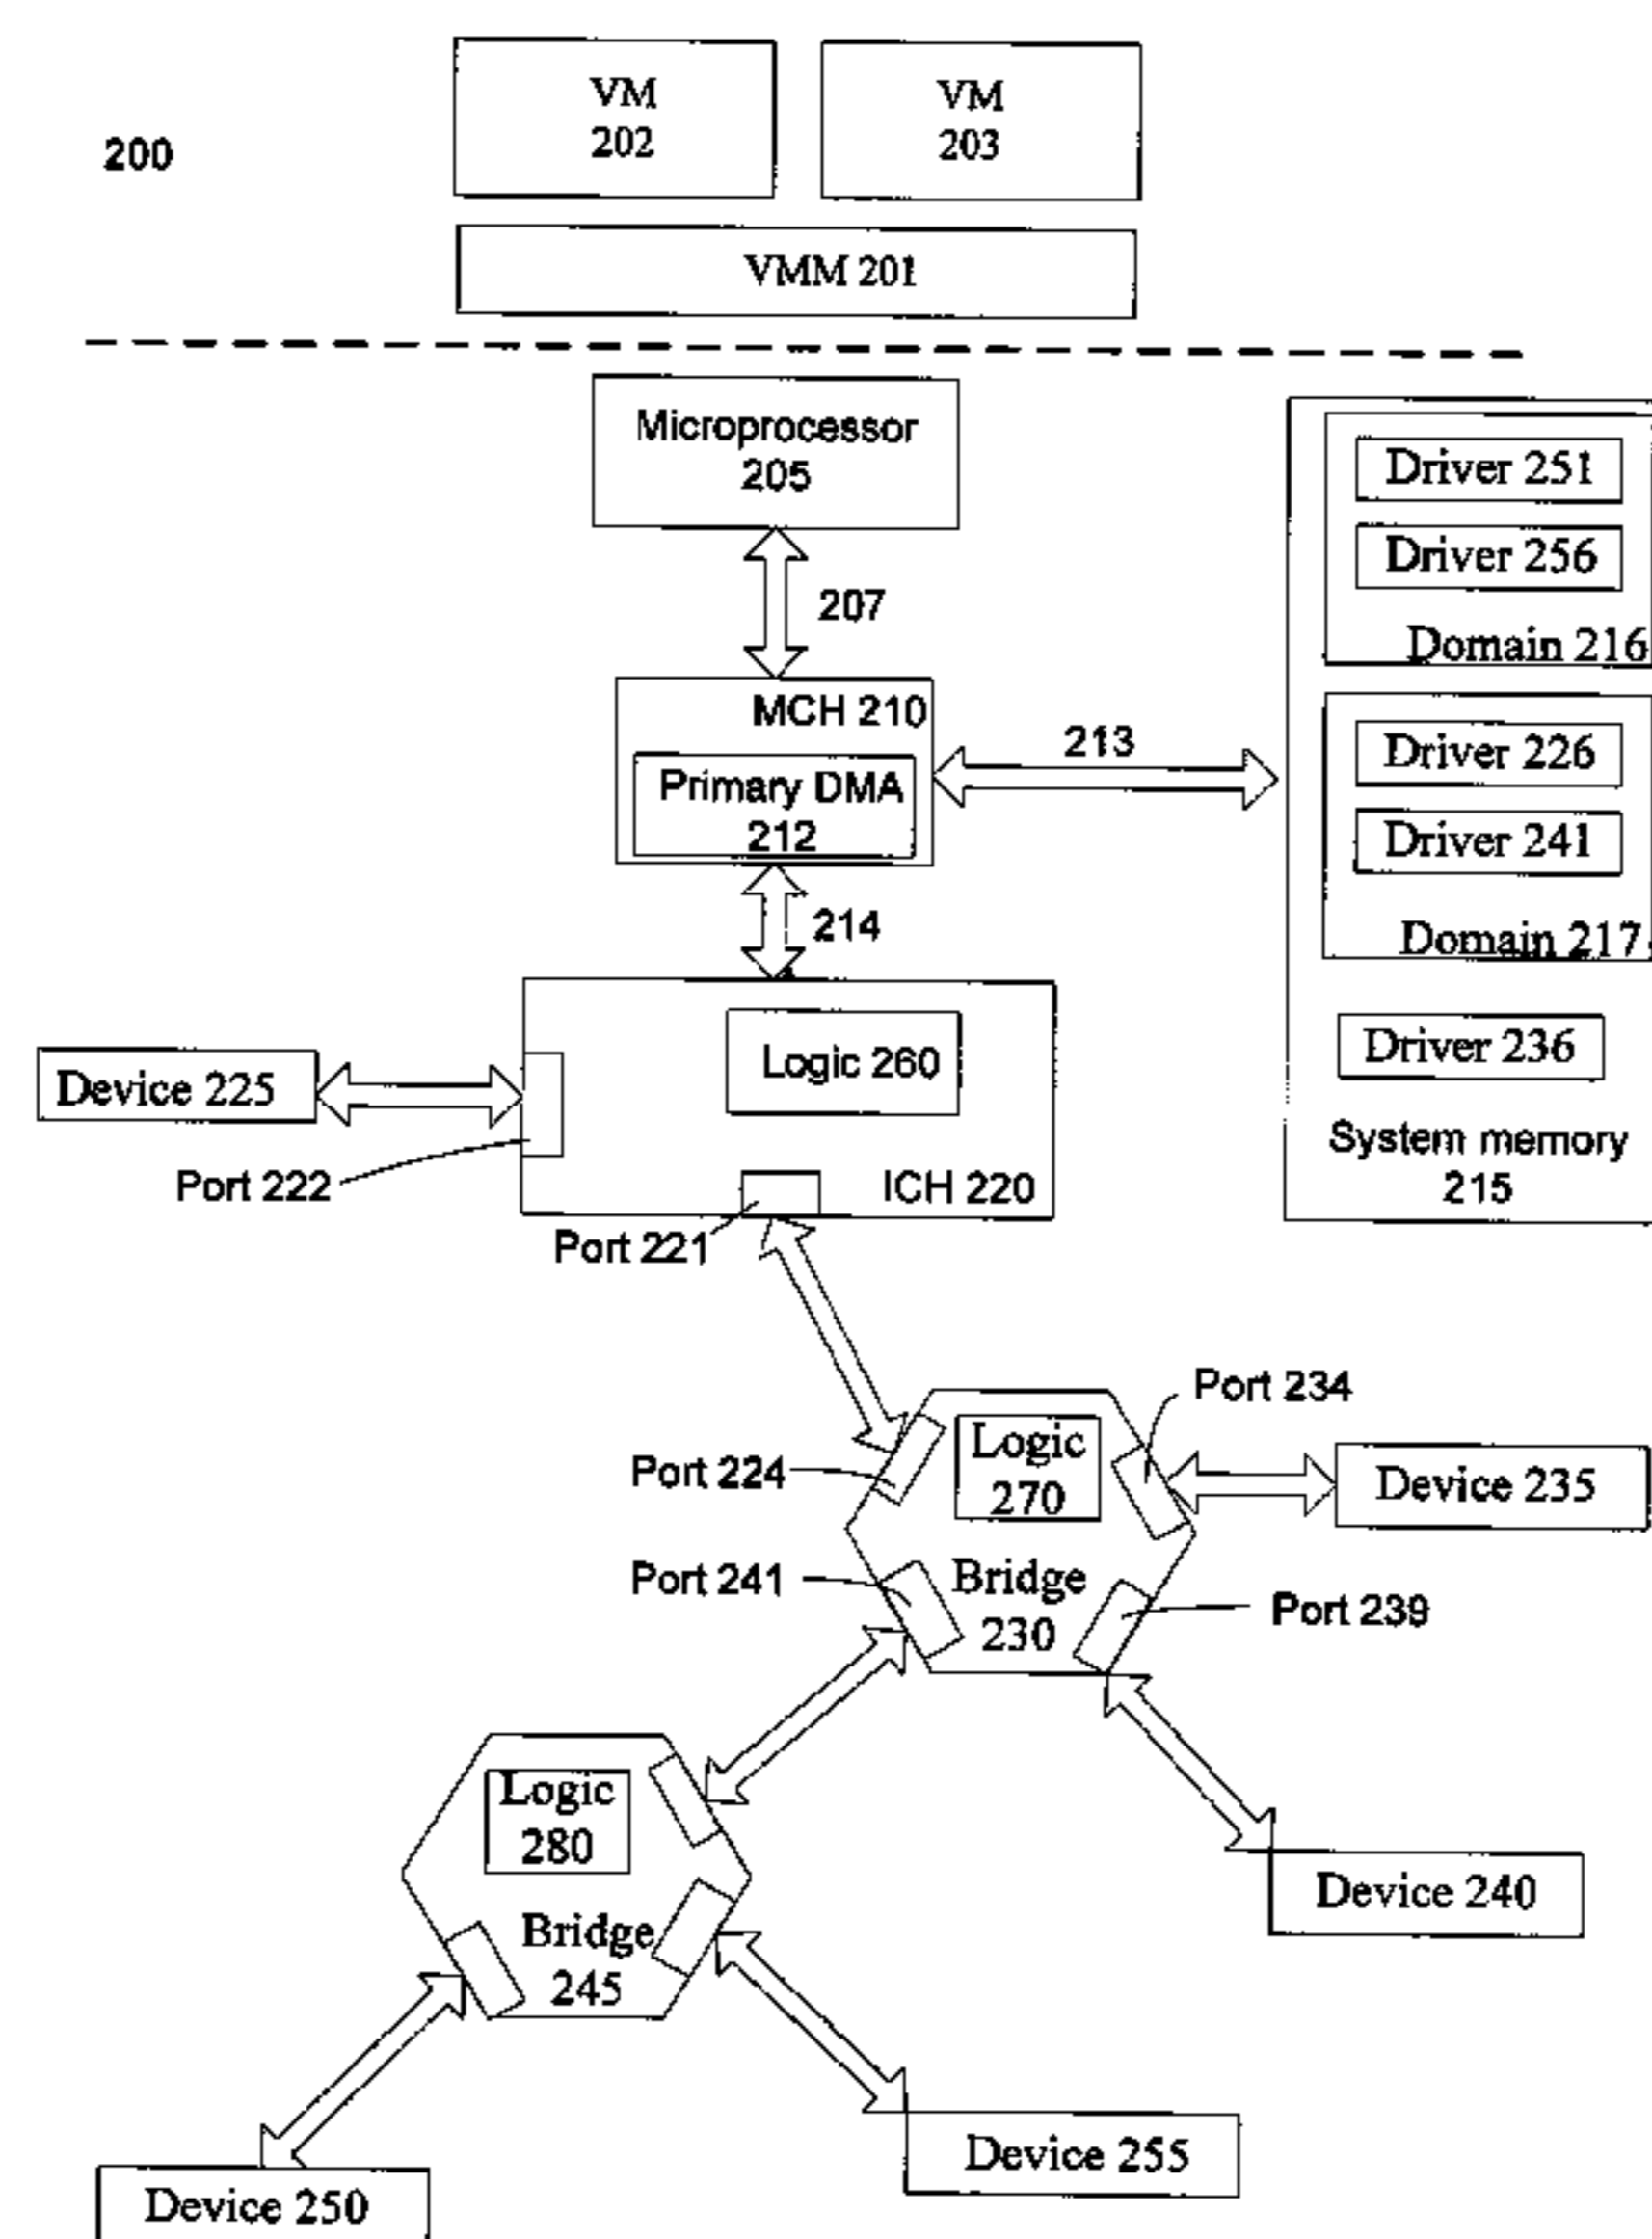 200
VM
202
VM
203
VMM 201
Microprocessor
205
207
MCH 210
Primary DMA
212
213
214
Driver 251
Driver 256
Domain 216
Driver 226
Driver 241
Domain 217
Driver 236
System memory
215
Logic 260
ICH 220
Device 225
Port 222
Port 221
Port 234
Logic
270
Port 224
Device 235
Port 241
Bridge
230
Port 239
Logic
280
Bridge
245
Device 240
Device 255
Device 250